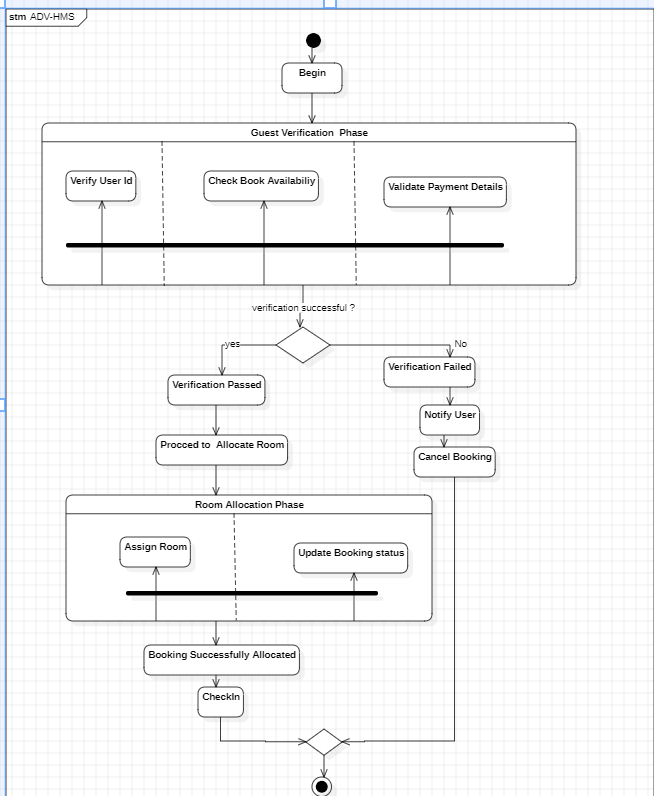 stm ADV-HMS
Begin
Guest Verification Phase
Verify User Id
Check Book Availabiliy
Validate Payment Details
verification successful ?
yes
No
Verification Passed
Verification Failed
Notify User
Procced to Allocate Room
Cancel Booking
Room Allocation Phase
Assign Room
Update Booking status
Booking Successfully Allocated
CheckIn